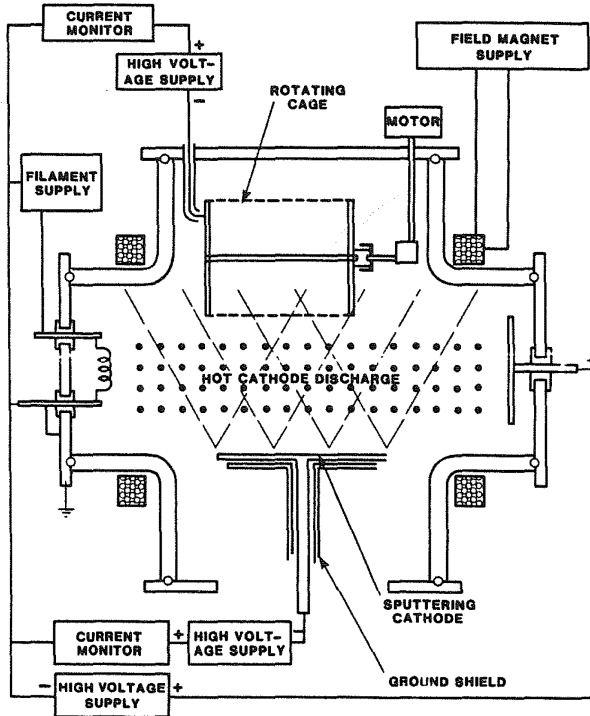 CURRENT
MONITOR
+
HIGH VOLT-
AGE SUPPLY
−
ROTATING
CAGE
FIELD MAGNET
SUPPLY
MOTOR
FILAMENT
SUPPLY
HOT CATHODE DISCHARGE
+
SPUTTERING
CATHODE
CURRENT
MONITOR
+
HIGH VOLT-
AGE SUPPLY
−
GROUND SHIELD
−
HIGH VOLTAGE
SUPPLY
+